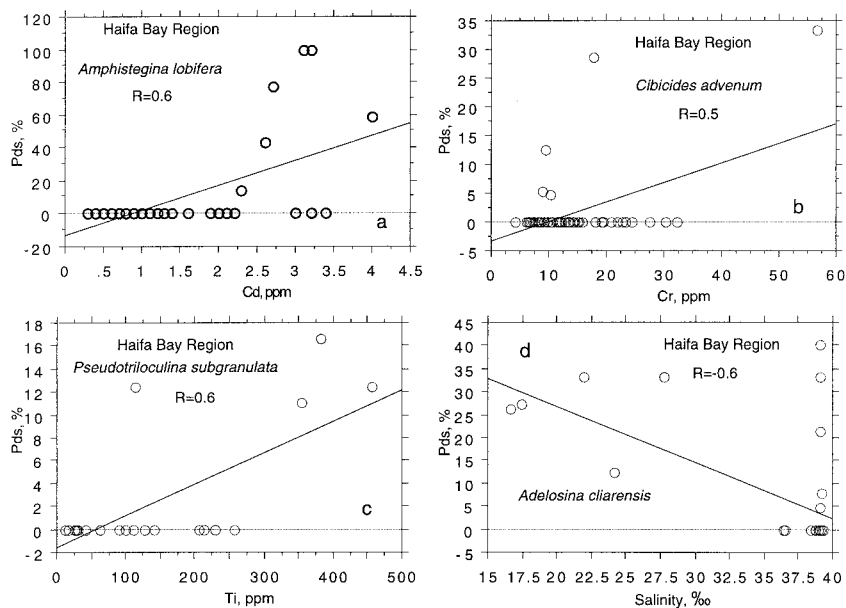 120
100
80
60
40
20
0
-20
Pds, %
Haifa Bay Region
Amphistegina lobifera
R=0.6
a
0 .5 1 1.5 2 2.5 3 3.5 4 4.5
Cd,ppm
35
30
25
20
15
10
5
0
-5
Pds, %
Haifa Bay Region
Cibicides advenum
R=0.5
b
0 10 20 30 40 50 60
Cr, ppm
18
16
14
12
10
8
6
4
2
0
-2
Pds, %
Haifa Bay Region
Pseudotriloculina subgranulata
R=0.6
c
0 100 200 300 400 500
Ti, ppm
45
40
35
30
25
20
15
10
5
0
-5
Pds, %
d
Haifa Bay Region
R=-0.6
Adelosina cliarensis
15 17.5 22.5 27.5 32.5 37.5 40
Salinity, ‰